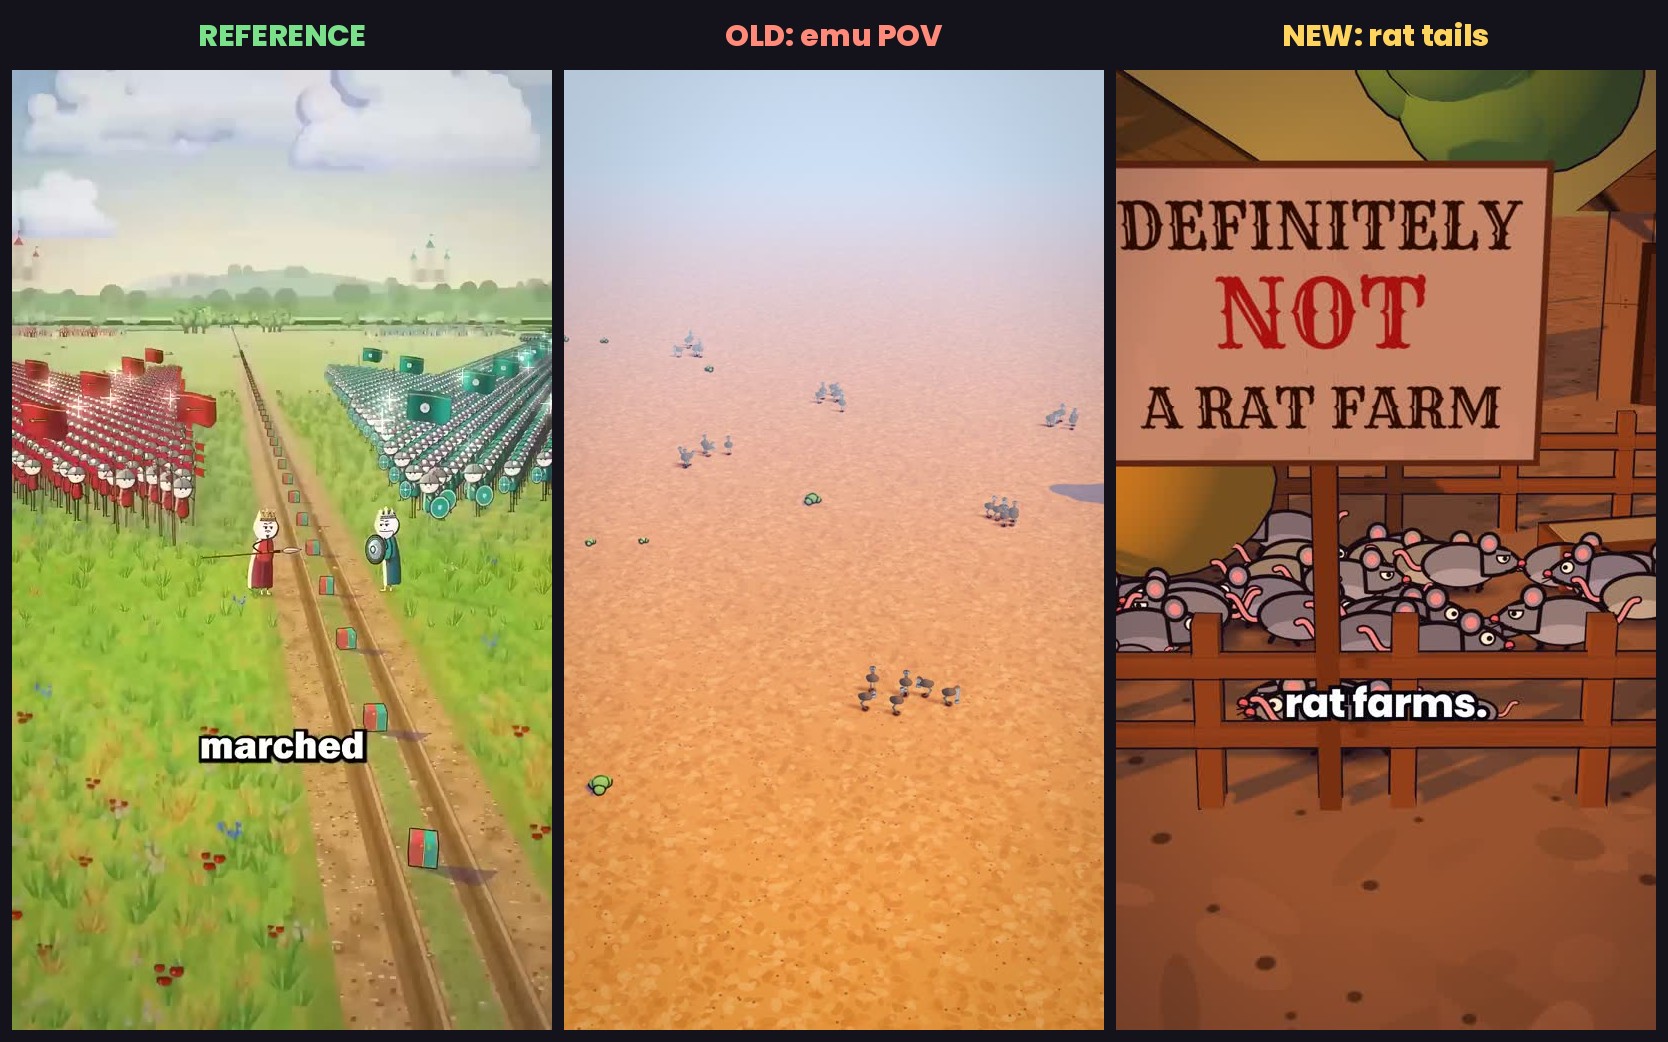 REFERENCE
OLD: emu POV
NEW: rat tails
marched
DEFINITELY
NOT
A RAT FARM
rat farms.